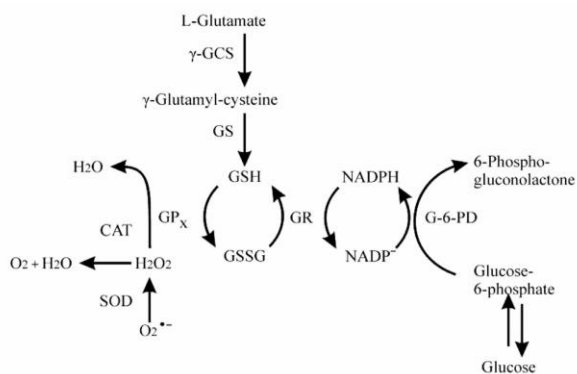 L-Glutamate
γ-GCS
γ-Glutamyl-cysteine
GS
H2O
GSH
NADPH
6-Phospho-
gluconolactone
CAT
GPX
GR
G-6-PD
O2 + H2O
H2O2
GSSG
NADP⁻
Glucose-
6-phosphate
SOD
O2•−
Glucose